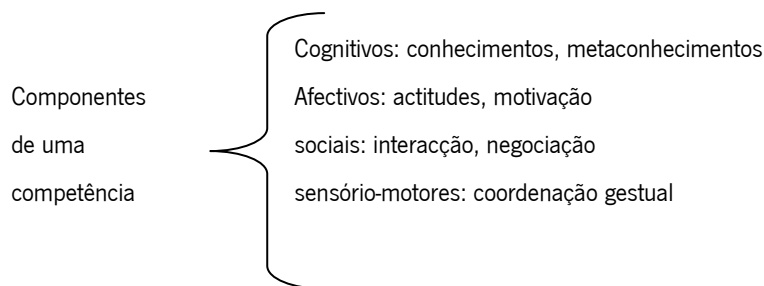 Componentes
de uma
competência
Cognitivos: conhecimentos, metaconhecimentos
Afectivos: actitudes, motivação
sociais: interacção, negociação
sensório-motores: coordenação gestual